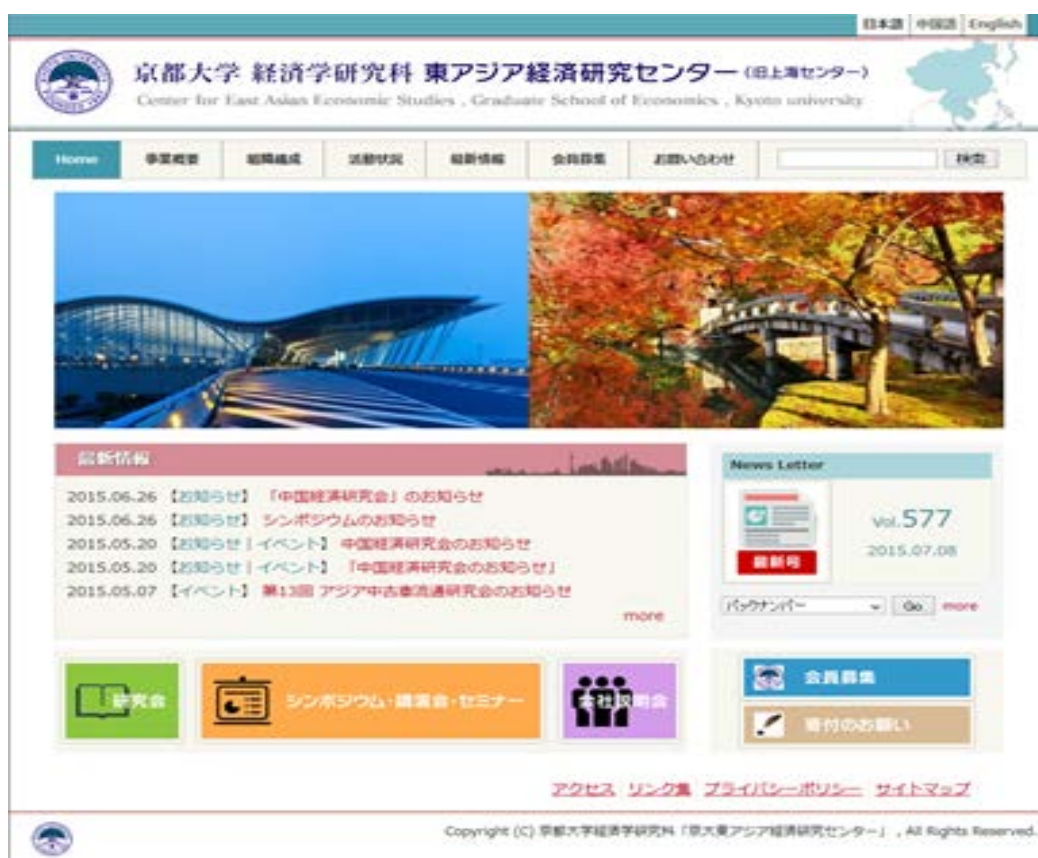 日本語 中国語 English
京都大学 経済学研究科 東アジア経済研究センター (旧上海センター)
Center for East Asian Economic Studies , Graduate School of Economics , Kyoto university
Home 事業概要 組織構成 活動状況 最新情報 会員募集 お問い合わせ 検索
最新情報
2015.06.26 【お知らせ】 「中国経済研究会」のお知らせ
2015.06.26 【お知らせ】 シンポジウムのお知らせ
2015.05.20 【お知らせ | イベント】 中国経済研究会のお知らせ
2015.05.20 【お知らせ | イベント】 「中国経済研究会のお知らせ」
2015.05.07 【イベント】 第13回 アジア中古車流通研究会のお知らせ
more
News Letter
Vol.577
2015.07.08
最新号
バックナンバー Go more
研究会
シンポジウム・講演会・セミナー
会社説明会
会員募集
寄付のお願い
アクセス リンク集 プライバシーポリシー サイトマップ
Copyright (C) 京都大学経済学研究科「京大東アジア経済研究センター」 , All Rights Reserved.